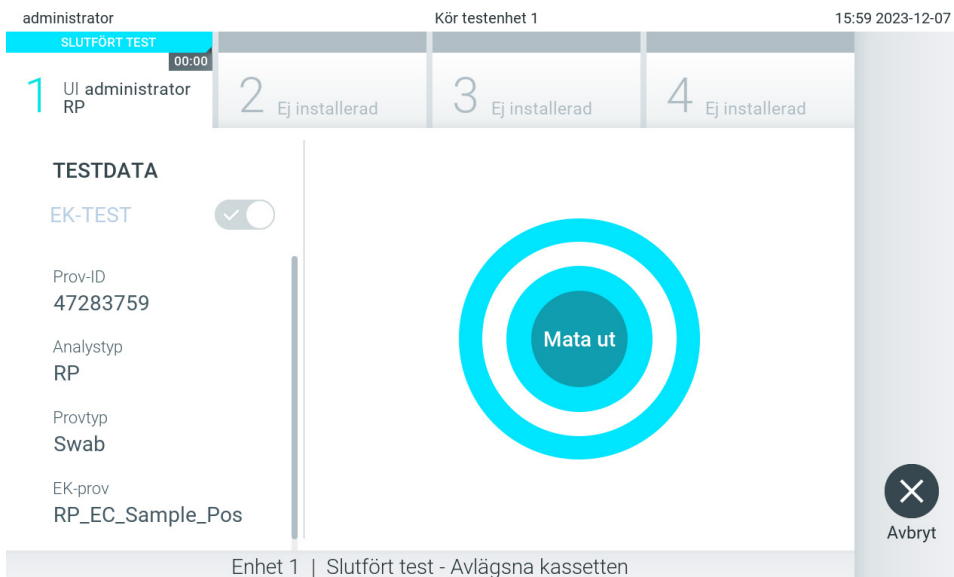 administrator
Kör testenhet 1
15:59 2023-12-07
SLUTFÖRT TEST
00:00
1
UI administrator
RP
2 Ej installerad
3 Ej installerad
4 Ej installerad
TESTDATA
EK-TEST
Prov-ID
47283759
Analystyp
RP
Provtyp
Swab
EK-prov
RP_EC_Sample_Pos
Mata ut
Avbryt
Enhet 1 | Slutfört test - Avlägsna kassetten